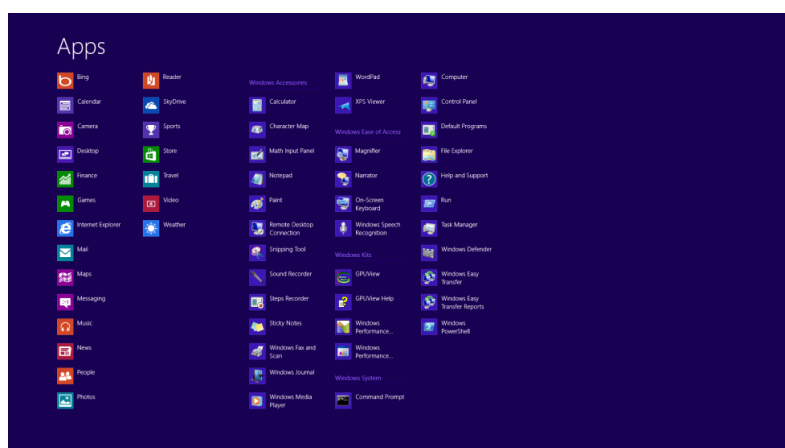 Apps
Bing
Calendar
Camera
Desktop
Finance
Games
Internet Explorer
Mail
Maps
Messaging
Music
News
People
Photos
Reader
SkyDrive
Sports
Store
Travel
Video
Weather
Windows Accessories
Calculator
Character Map
Math Input Panel
Notepad
Paint
Remote Desktop
Connection
Snipping Tool
Sound Recorder
Steps Recorder
Sticky Notes
Windows Fax and
Scan
Windows Journal
Windows Media
Player
WordPad
XPS Viewer
Windows Ease of Access
Magnifier
Narrator
On-Screen
Keyboard
Windows Speech
Recognition
Windows Kits
GPUView
GPUView Help
Windows
Performance...
Windows
Performance...
Windows System
Command Prompt
Computer
Control Panel
Default Programs
File Explorer
Help and Support
Run
Task Manager
Windows Defender
Windows Easy
Transfer
Windows Easy
Transfer Reports
Windows
PowerShell